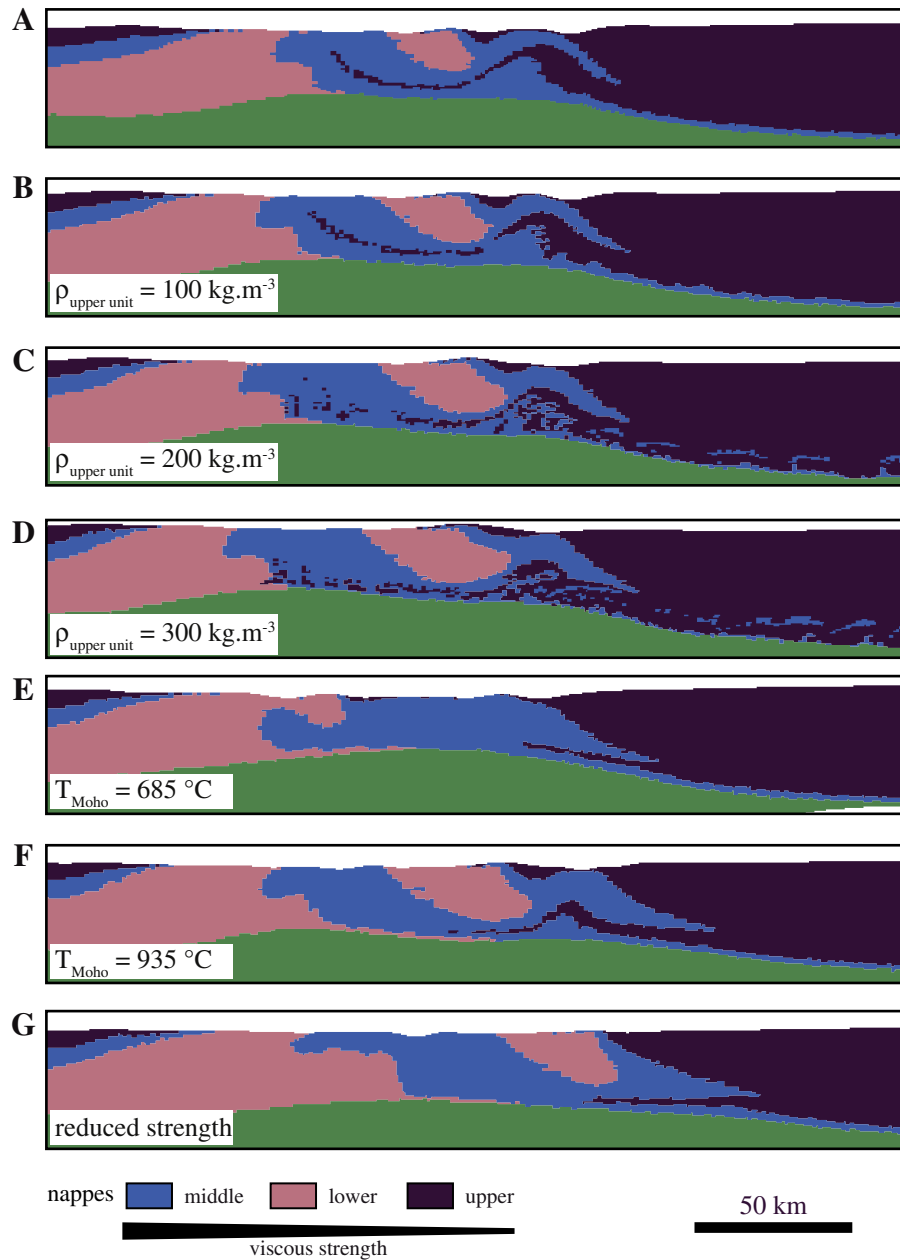 A
B
ρupper unit = 100 kg.m⁻³
C
ρupper unit = 200 kg.m⁻³
D
ρupper unit = 300 kg.m⁻³
E
TMoho = 685 °C
F
TMoho = 935 °C
G
reduced strength
nappes middle lower upper
50 km
viscous strength